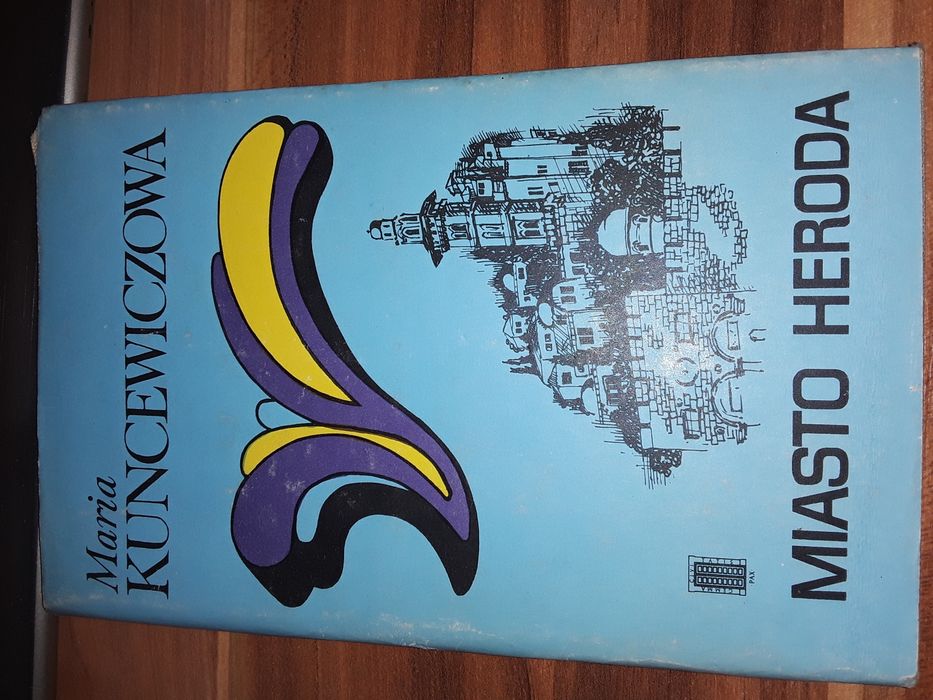 Maria
KUNCEWICZOWA
PAX
MIASTO HERODA